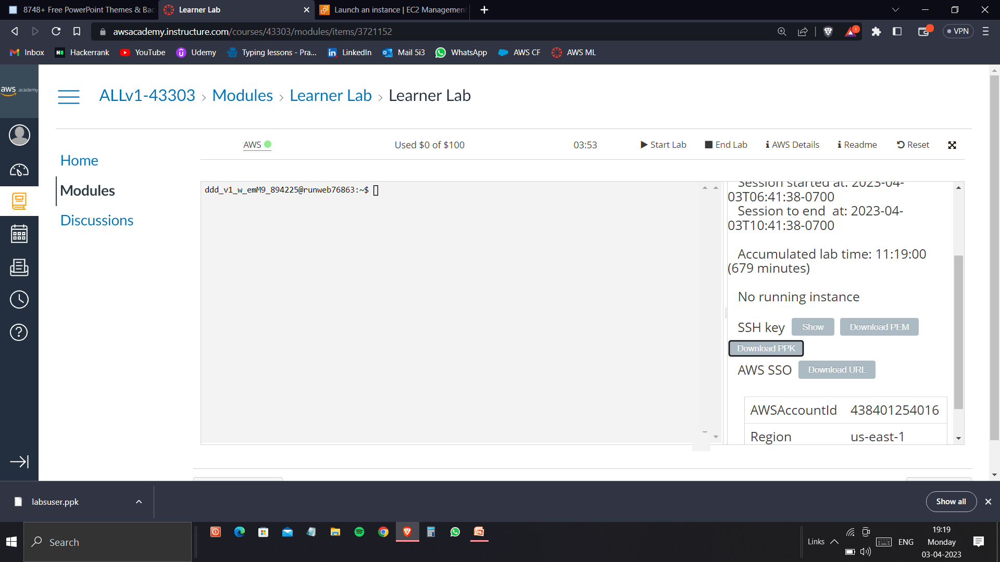 8748+ Free PowerPoint Themes & Bac
Learner Lab
Launch an instance | EC2 Management
awsacademy.instructure.com/courses/43303/modules/items/3721152
1
VPN
Inbox
Hackerrank
YouTube
Udemy
Typing lessons - Pra...
LinkedIn
Mail 5i3
WhatsApp
AWS CF
AWS ML
aws academy
ALLv1-43303 > Modules > Learner Lab > Learner Lab
Home
Modules
Discussions
AWS
Used $0 of $100
03:53
Start Lab
End Lab
AWS Details
Readme
Reset
ddd_v1_w_emM9_894225@runweb76863:~$
Session started at: 2023-04-
03T06:41:38-0700
Session to end at: 2023-04-
03T10:41:38-0700
Accumulated lab time: 11:19:00
(679 minutes)
No running instance
SSH key Show Download PEM
Download PPK
AWS SSO Download URL
AWSAccountId 438401254016
Region us-east-1
labsuser.ppk
Show all
Search
Links
ENG
19:19
Monday
03-04-2023